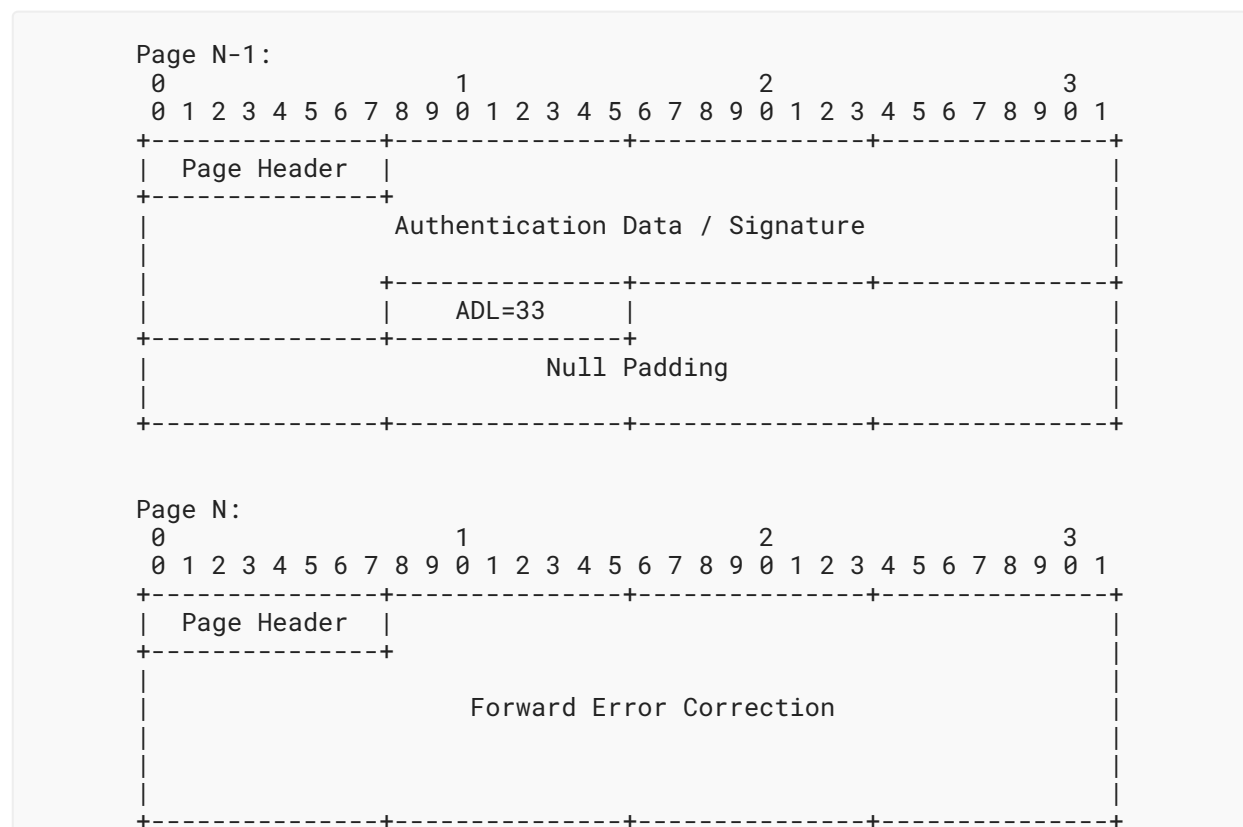 Page N-1:
 0                   1                   2                   3
 0 1 2 3 4 5 6 7 8 9 0 1 2 3 4 5 6 7 8 9 0 1 2 3 4 5 6 7 8 9 0 1
+---------------+---------------+---------------+---------------+
|  Page Header  |                                               |
+---------------+                                               |
|                Authentication Data / Signature                |
|                                                               |
|               +---------------+---------------+---------------+
|               |    ADL=33     |                               |
+---------------+---------------+                               |
|                          Null Padding                         |
|                                                               |
+---------------+---------------+---------------+---------------+
Page N:
 0                   1                   2                   3
 0 1 2 3 4 5 6 7 8 9 0 1 2 3 4 5 6 7 8 9 0 1 2 3 4 5 6 7 8 9 0 1
+---------------+---------------+---------------+---------------+
|  Page Header  |                                               |
+---------------+                                               |
|                                                               |
|                     Forward Error Correction                  |
|                                                               |
|                                                               |
|                                                               |
+---------------+---------------+---------------+---------------+